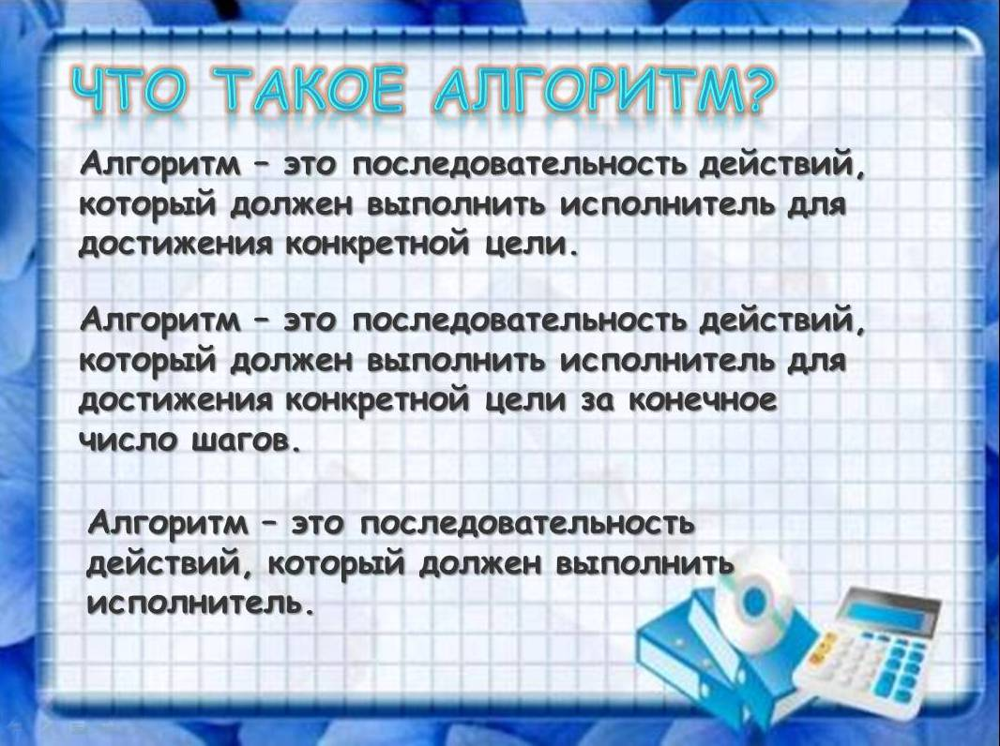 ЧТО ТАКОЕ АЛГОРИТМ?
Алгоритм – это последовательность действий,
который должен выполнить исполнитель для
достижения конкретной цели.
Алгоритм – это последовательность действий,
который должен выполнить исполнитель для
достижения конкретной цели за конечное
число шагов.
Алгоритм – это последовательность
действий, который должен выполнить
исполнитель.